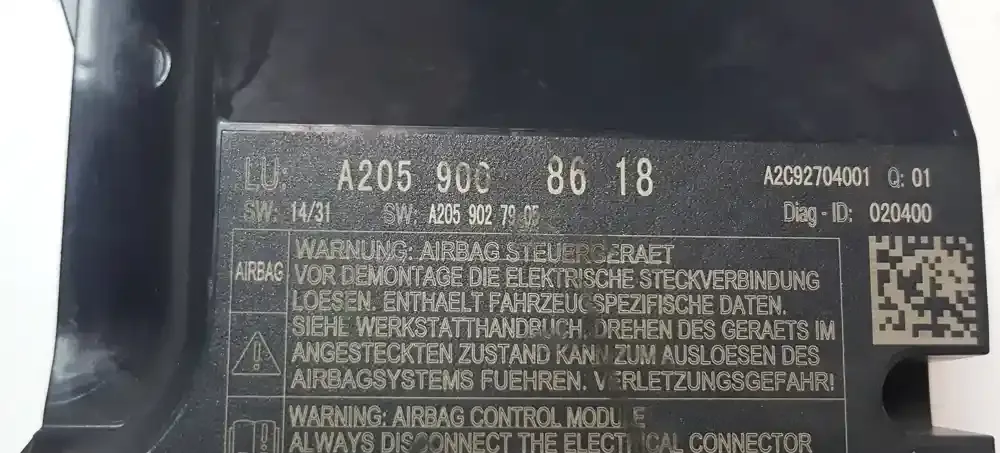 LU: A205 900 86 18 A2C92704001 Q: 01
SW: 14/31 SW: A205 902 79 05 Diag - ID: 020400
WARNUNG: AIRBAG STEUERGERAET
AIRBAG VOR DEMONTAGE DIE ELEKTRISCHE STECKVERBINDUNG
LOESEN. ENTHAELT FAHRZEUGSPEZIFISCHE DATEN.
SIEHE WERKSTATTHANDBUCH. DREHEN DES GERAETS IM
ANGESTECKTEN ZUSTAND KANN ZUM AUSLOESEN DES
AIRBAGSYSTEMS FUEHREN. VERLETZUNGSGEFAHR!
WARNING: AIRBAG CONTROL MODULE
ALWAYS DISCONNECT THE ELECTRICAL CONNECTOR